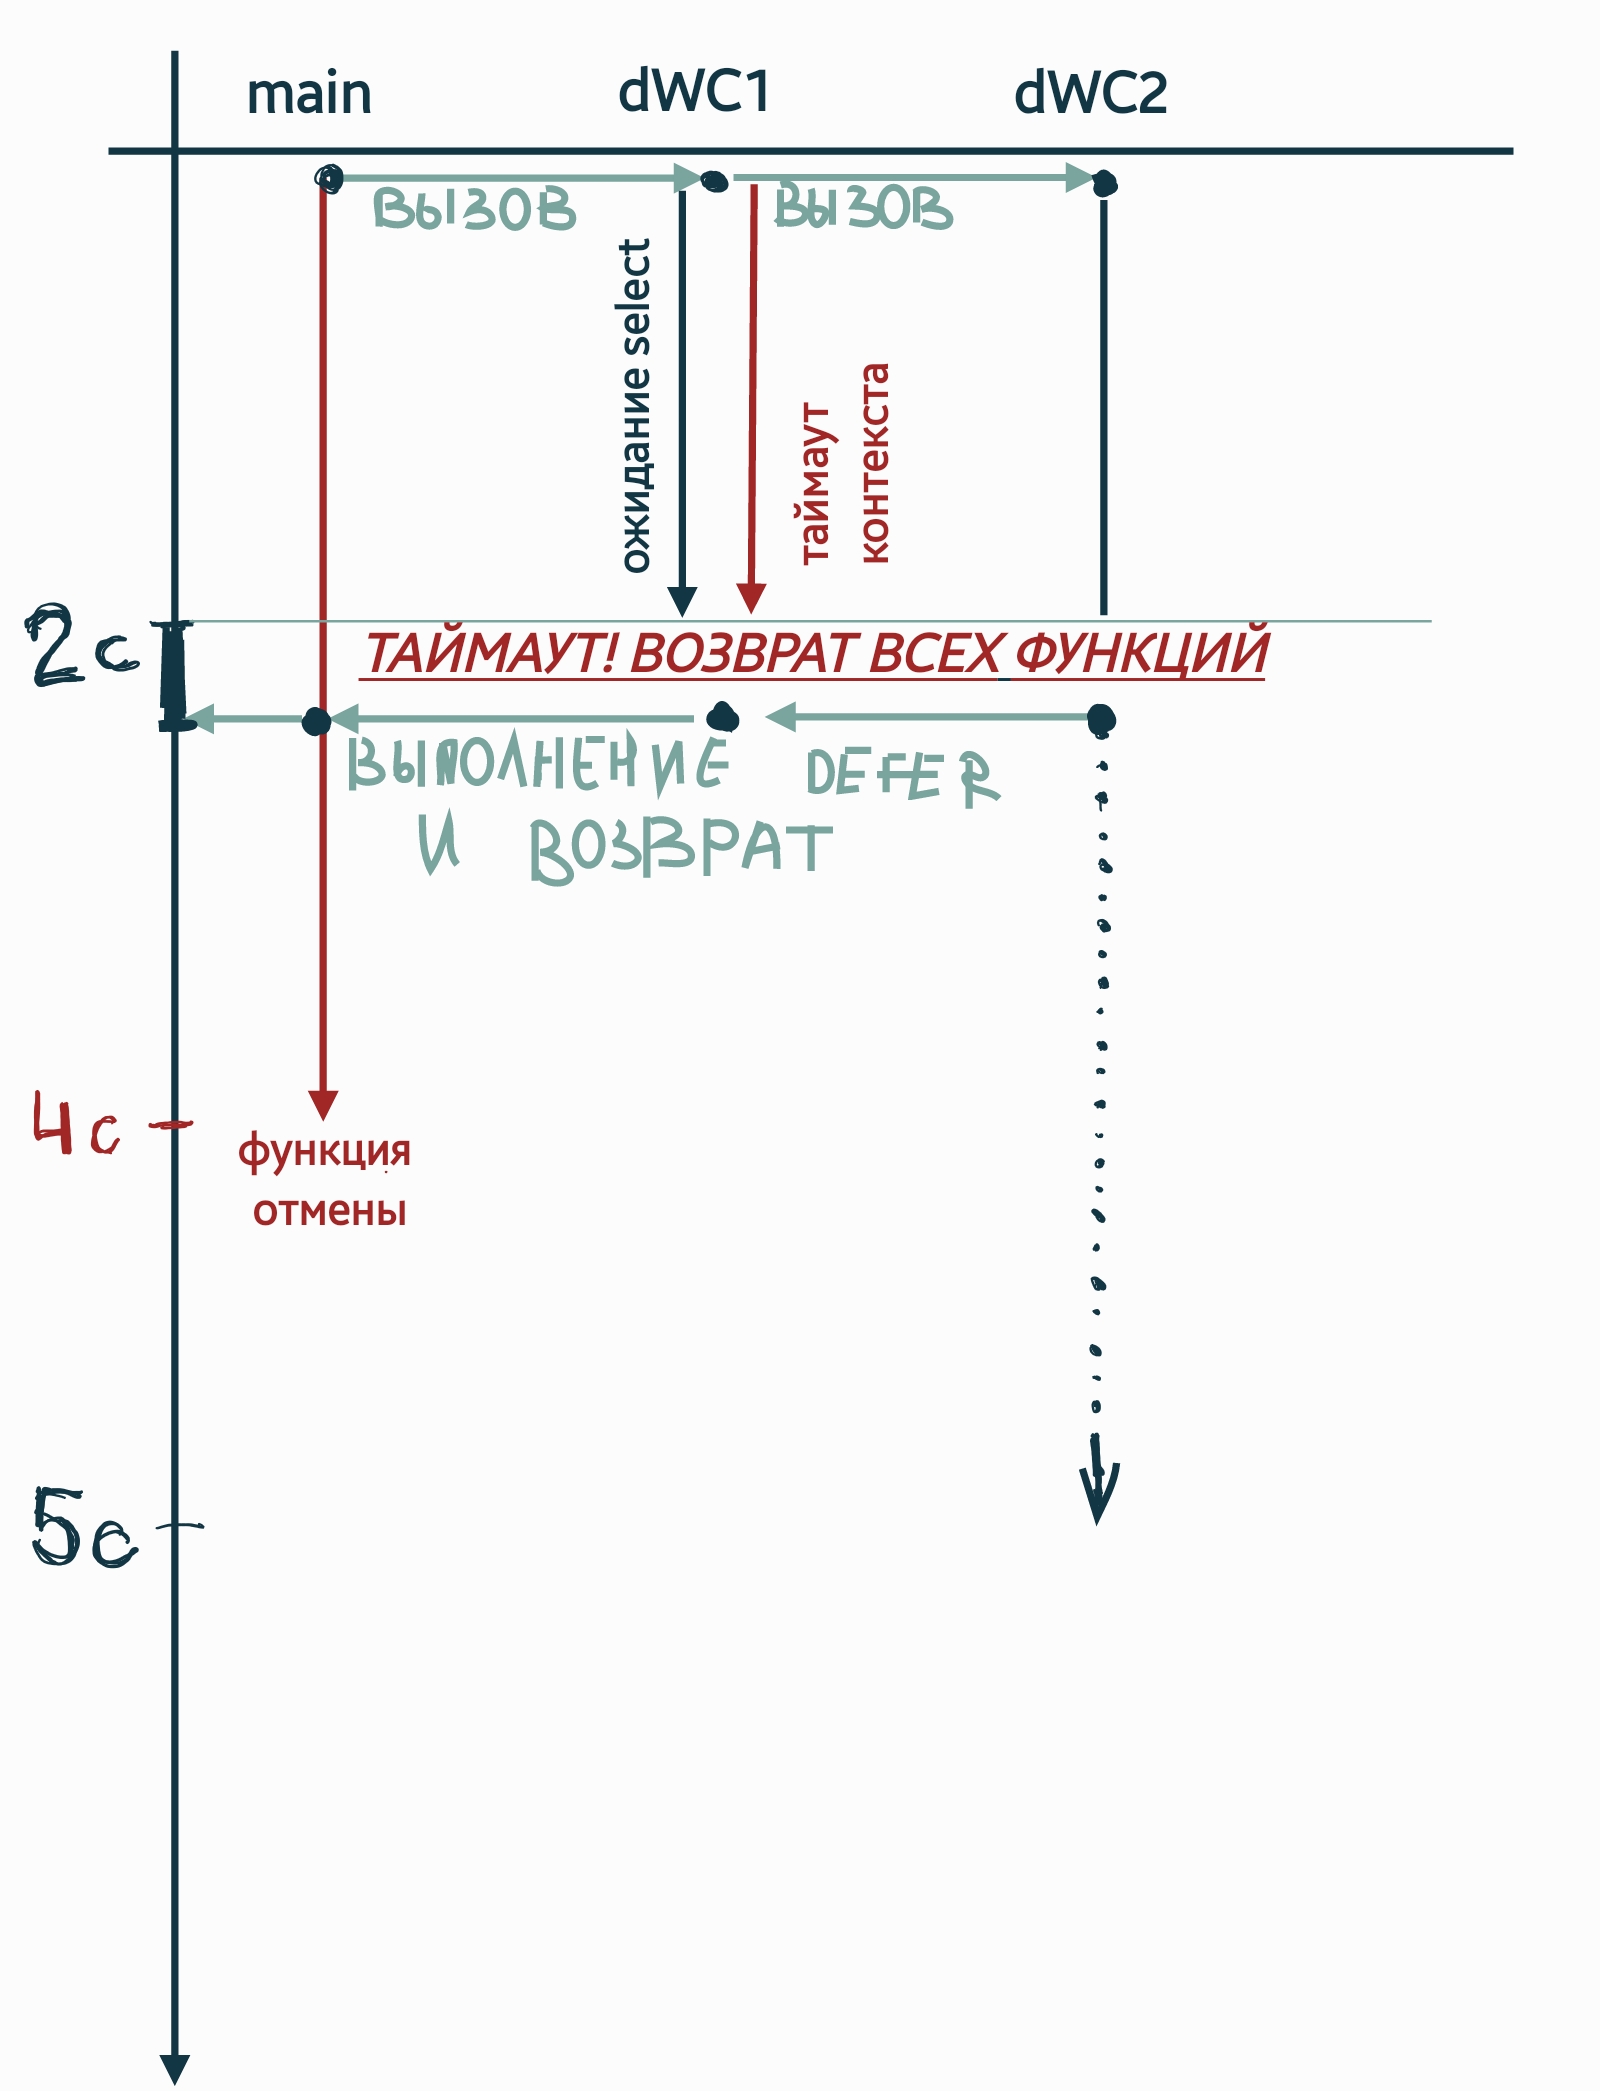 main dWC1 dWC2
ВЫЗОВ ВЫЗОВ
ожидание select
таймаут
контекста
2с
ТАЙМАУТ! ВОЗВРАТ ВСЕХ ФУНКЦИЙ
ВЫПОЛНЕНИЕ DEFER
И ВОЗВРАТ
4с
функция
отмены
5с